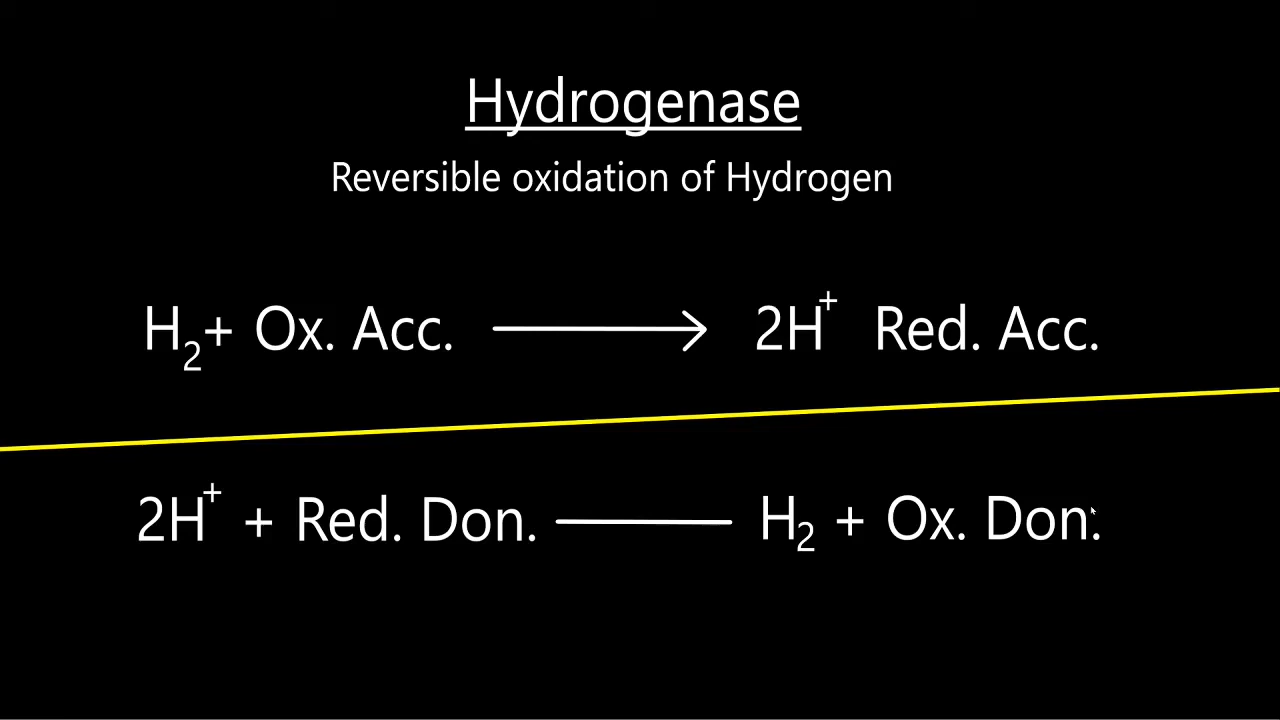 Hydrogenase
Reversible oxidation of Hydrogen
H₂+ Ox. Acc. ⟶ 2H⁺ Red. Acc.
2H⁺ + Red. Don. — H₂ + Ox. Don.